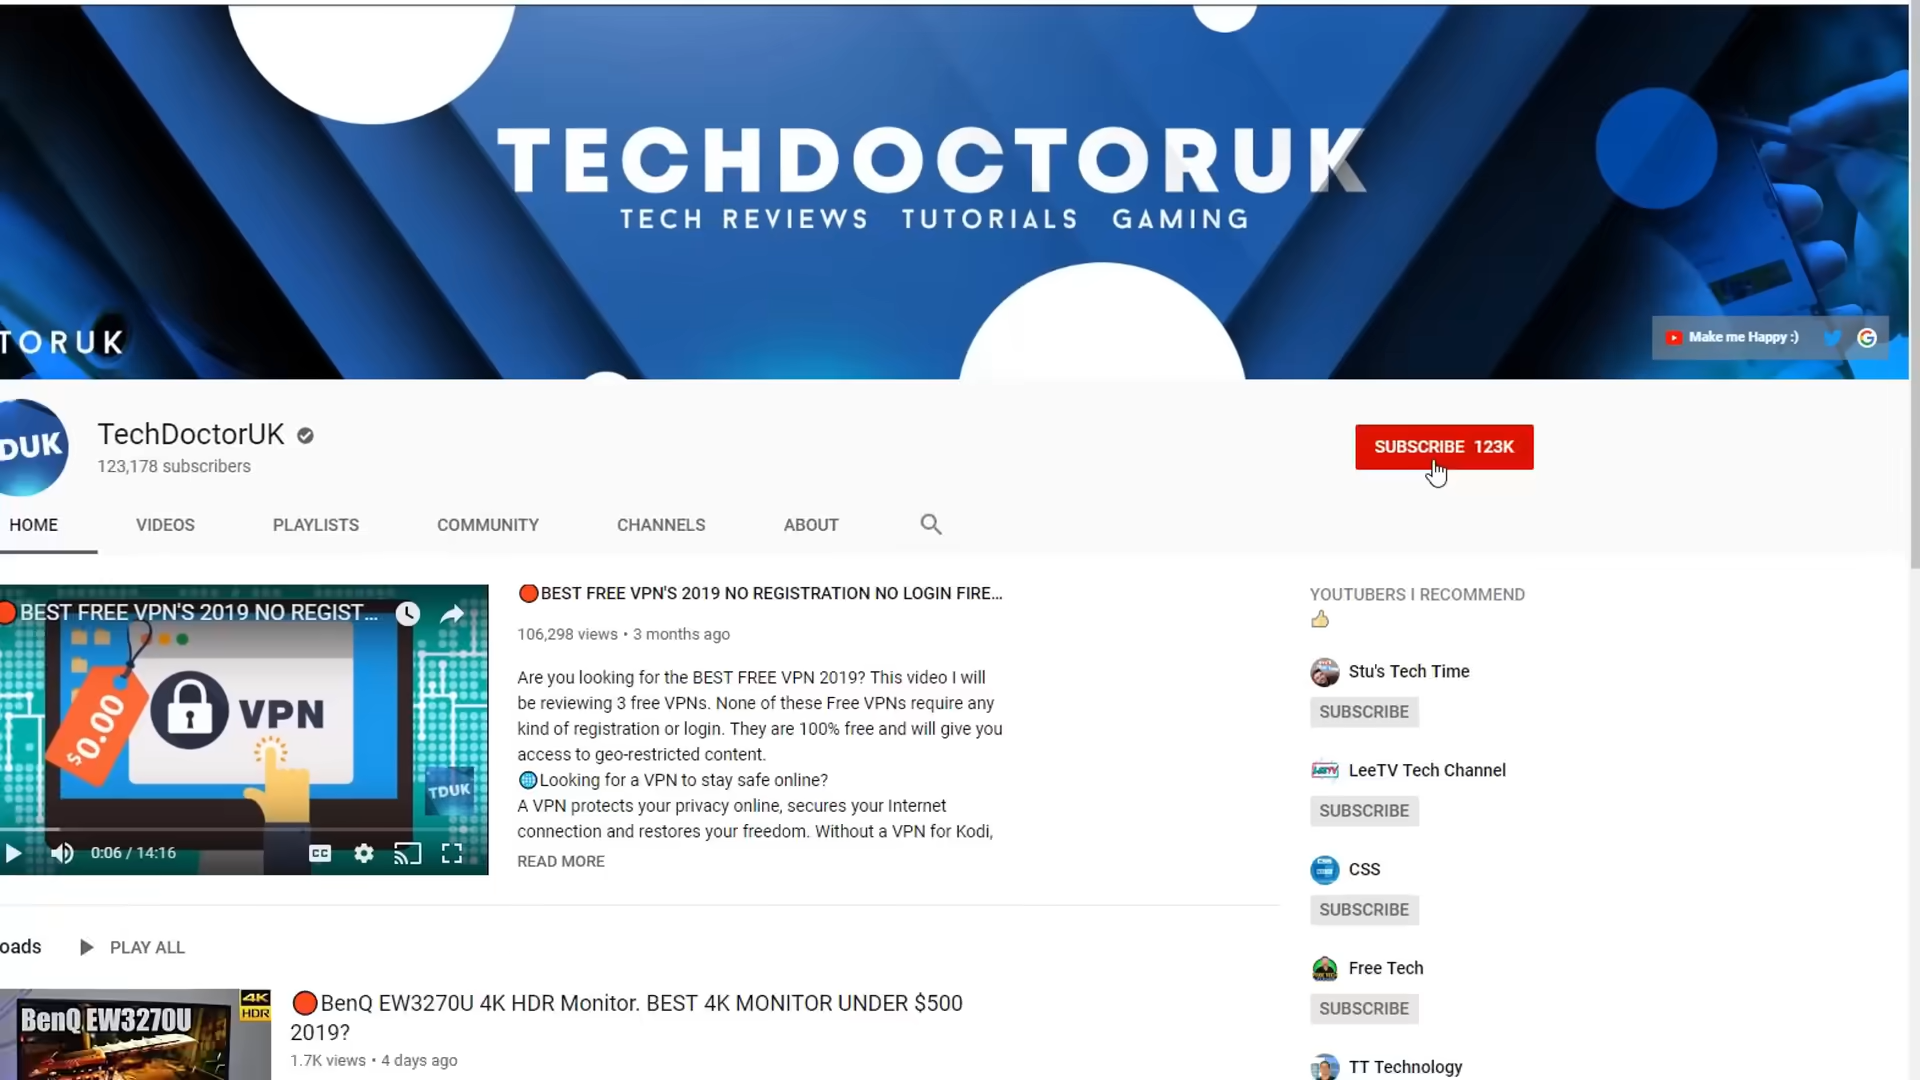 TECHDOCTORUK
TECH REVIEWS TUTORIALS GAMING
TORUK
Make me Happy :)
DUK
TechDoctorUK
123,178 subscribers
SUBSCRIBE 123K
HOME
VIDEOS
PLAYLISTS
COMMUNITY
CHANNELS
ABOUT
BEST FREE VPN'S 2019 NO REGIST...
$0.00
VPN
TDUK
0:06 / 14:16
CC
🔴BEST FREE VPN'S 2019 NO REGISTRATION NO LOGIN FIRE...
106,298 views • 3 months ago
Are you looking for the BEST FREE VPN 2019? This video I will
be reviewing 3 free VPNs. None of these Free VPNs require any
kind of registration or login. They are 100% free and will give you
access to geo-restricted content.
🌐Looking for a VPN to stay safe online?
A VPN protects your privacy online, secures your Internet
connection and restores your freedom. Without a VPN for Kodi,
READ MORE
YOUTUBERS I RECOMMEND
👍
Stu's Tech Time
SUBSCRIBE
LeeTV Tech Channel
SUBSCRIBE
CSS
SUBSCRIBE
Free Tech
SUBSCRIBE
TT Technology
oads
PLAY ALL
BenQ EW3270U
4K
HDR
🔴BenQ EW3270U 4K HDR Monitor. BEST 4K MONITOR UNDER $500
2019?
1.7K views • 4 days ago